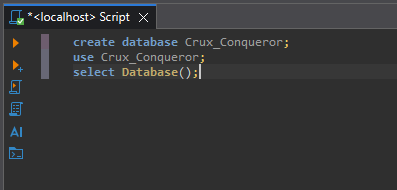 *<localhost> Script
create database Crux_Conqueror;
use Crux_Conqueror;
select Database();
AI